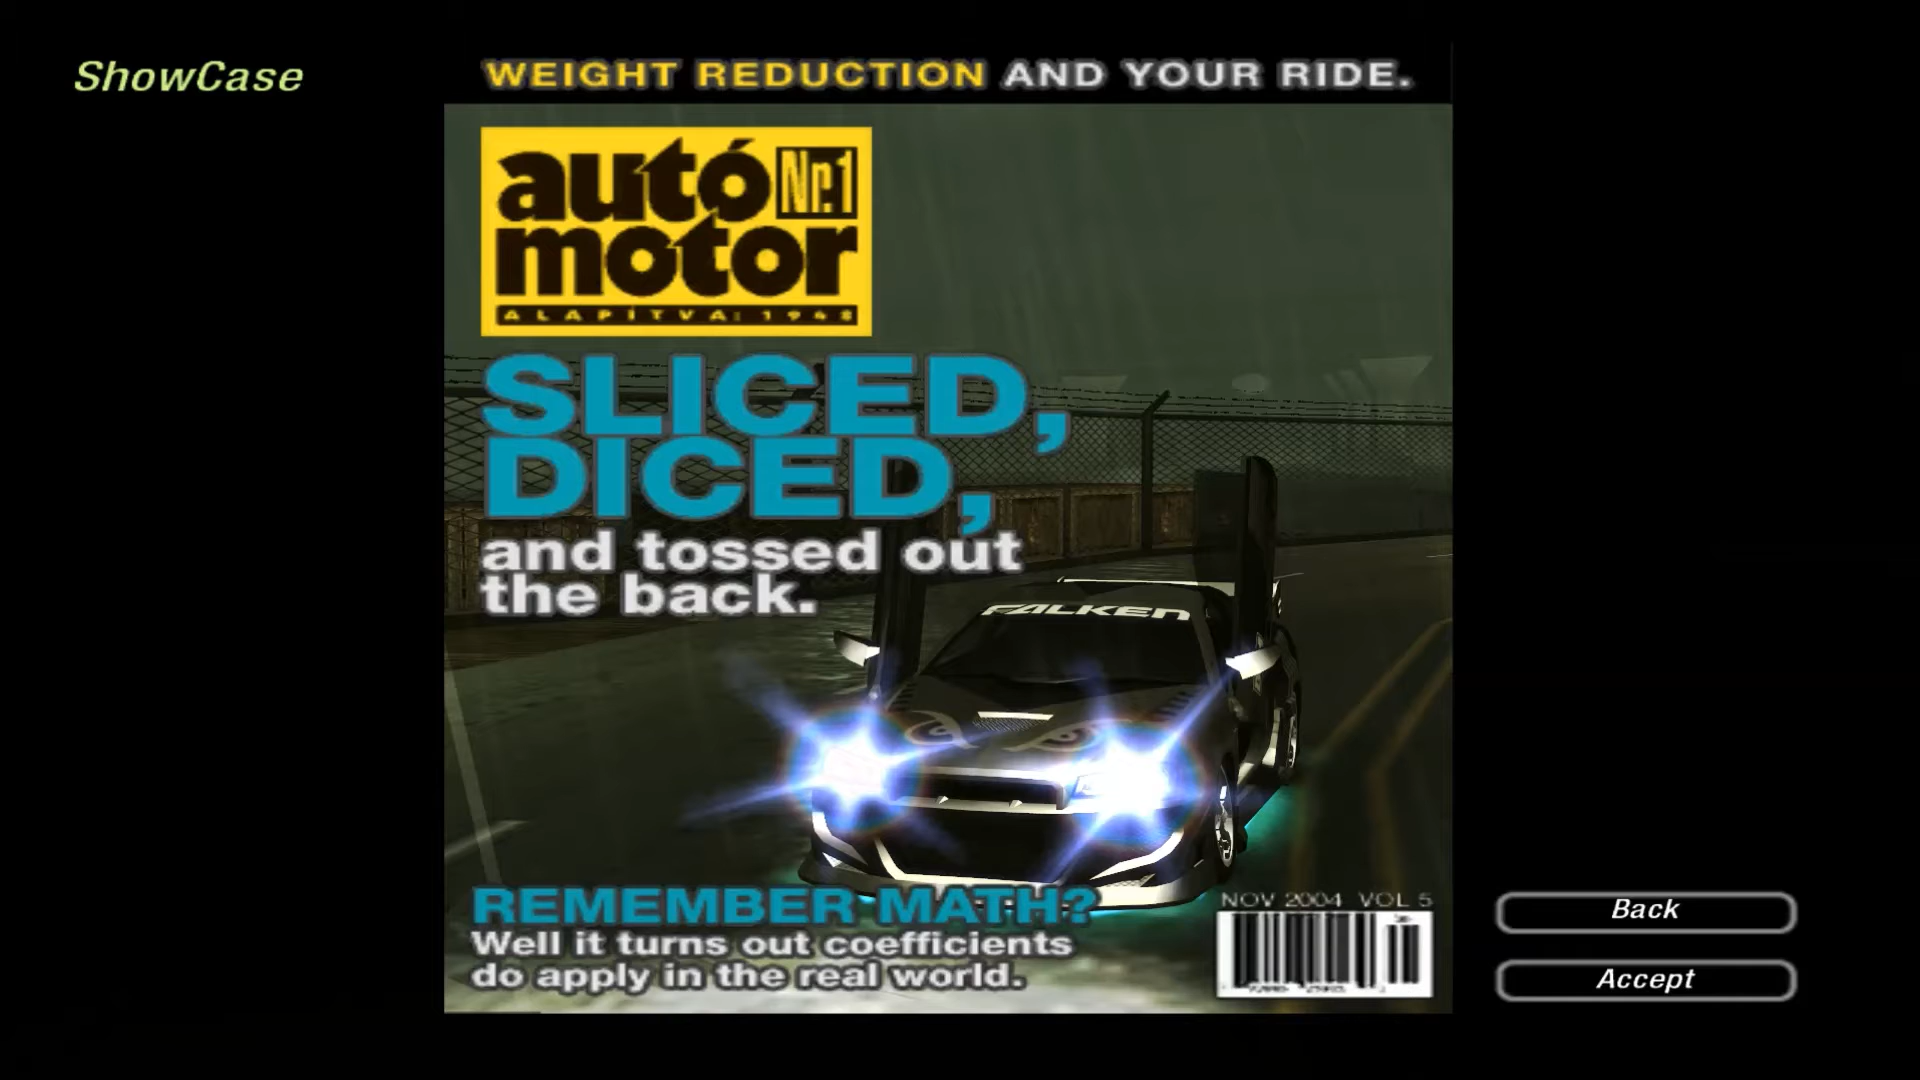 ShowCase
WEIGHT REDUCTION AND YOUR RIDE.
autó Nr.1
motor
ALAPÍTVA: 1948
SLICED,
DICED,
and tossed out
the back.
FALKEN
REMEMBER MATH?
Well it turns out coefficients
do apply in the real world.
NOV 2004 VOL 5
Back
Accept